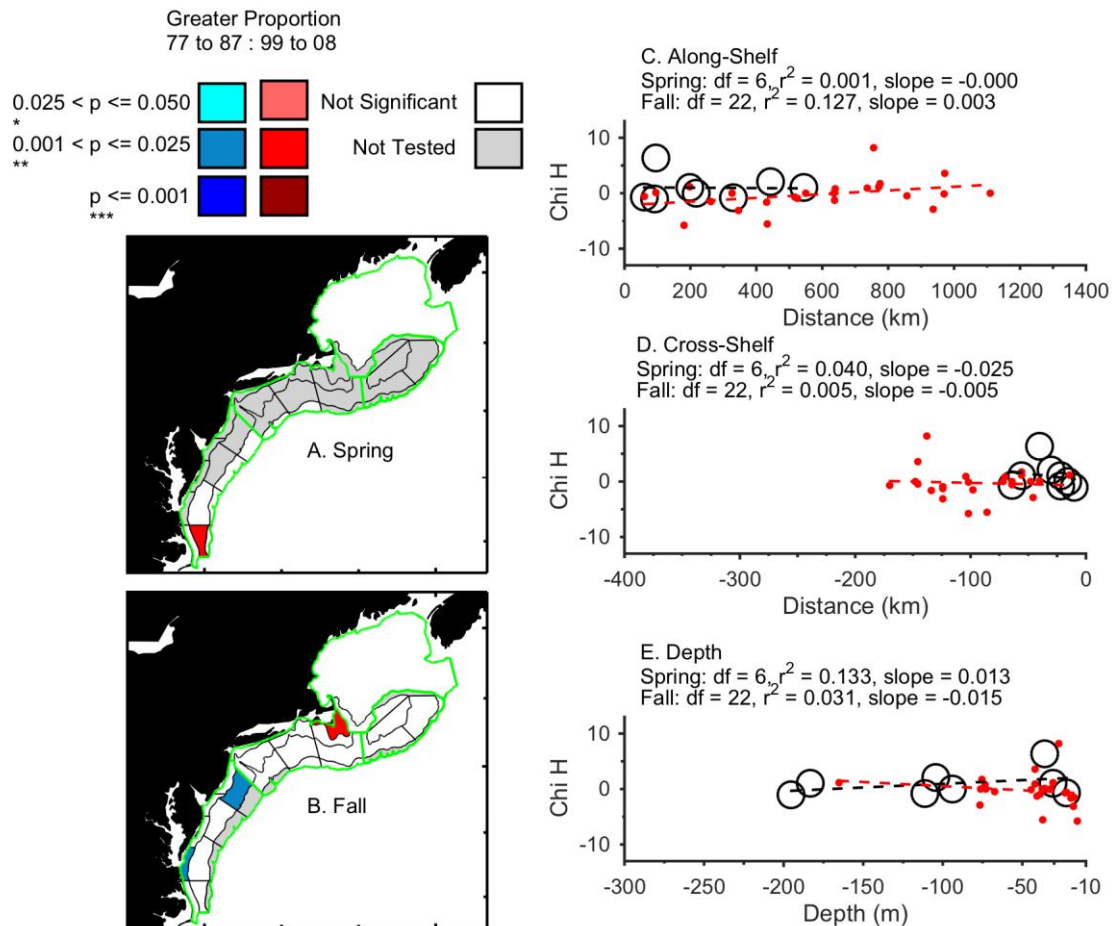 Greater Proportion
77 to 87 : 99 to 08
0.025 < p <= 0.050
*
0.001 < p <= 0.025
**
p <= 0.001
***
Not Significant
Not Tested
A. Spring
B. Fall
C. Along-Shelf
Spring: df = 6, r² = 0.001, slope = -0.000
Fall: df = 22, r² = 0.127, slope = 0.003
Chi H
10
0
-10
0 200 400 600 800 1000 1200 1400
Distance (km)
D. Cross-Shelf
Spring: df = 6, r² = 0.040, slope = -0.025
Fall: df = 22, r² = 0.005, slope = -0.005
Chi H
10
0
-10
-400 -300 -200 -100 0
Distance (km)
E. Depth
Spring: df = 6, r² = 0.133, slope = 0.013
Fall: df = 22, r² = 0.031, slope = -0.015
Chi H
10
0
-10
-300 -250 -200 -150 -100 -50 -10
Depth (m)